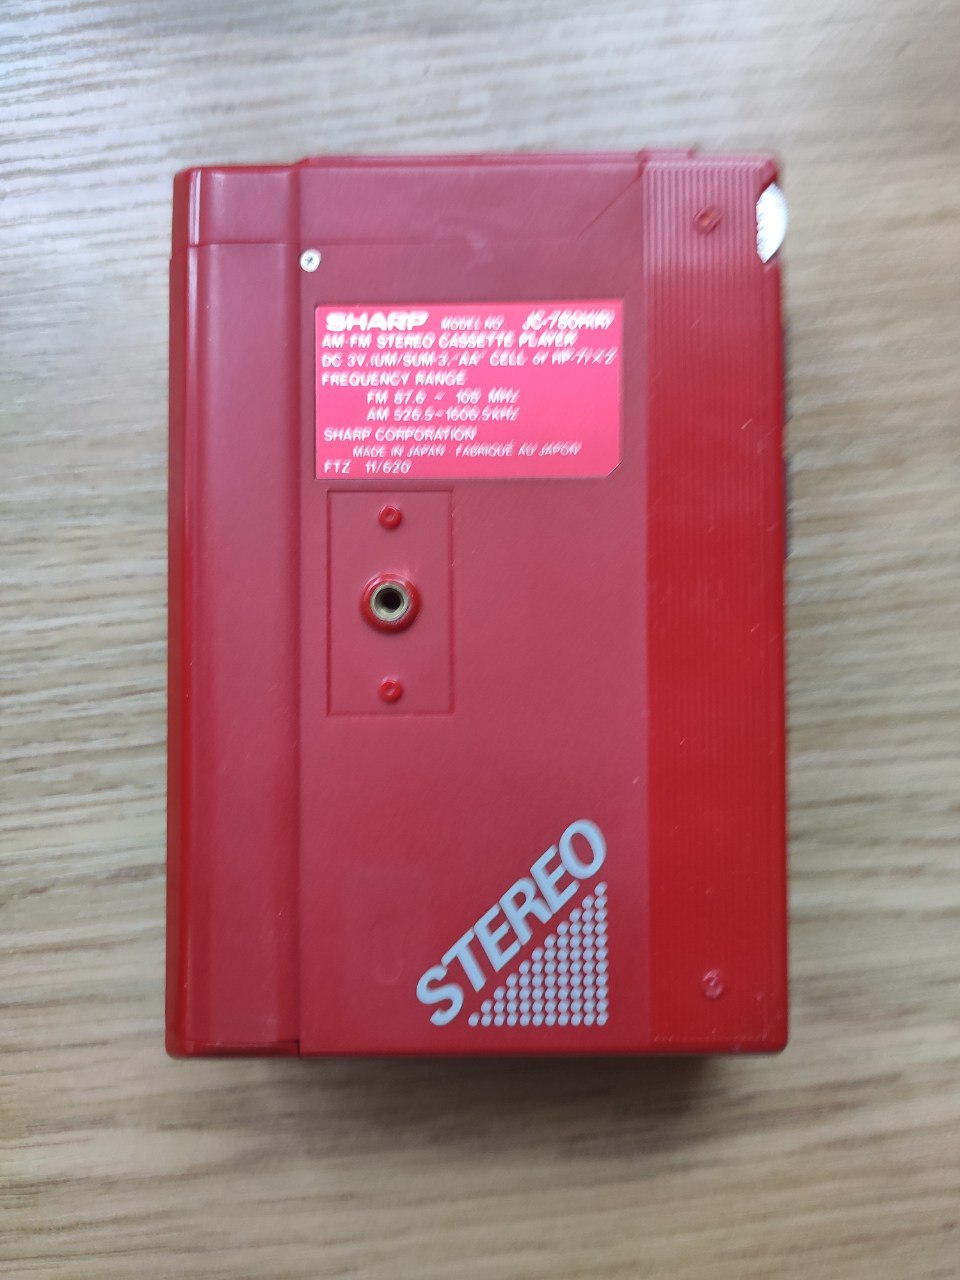 SHARP MODEL NO.
AM·FM STEREO CASSETTE PLAYER
DC 3V, (UM/SUM-3, "AA" CELL or HP-7)×2
FREQUENCY RANGE
FM 87.6 ~ 108 MHz
AM 526.5~1606.5kHz
SHARP CORPORATION
MADE IN JAPAN FABRIQUÉ AU JAPON
FTZ 11/620
STEREO